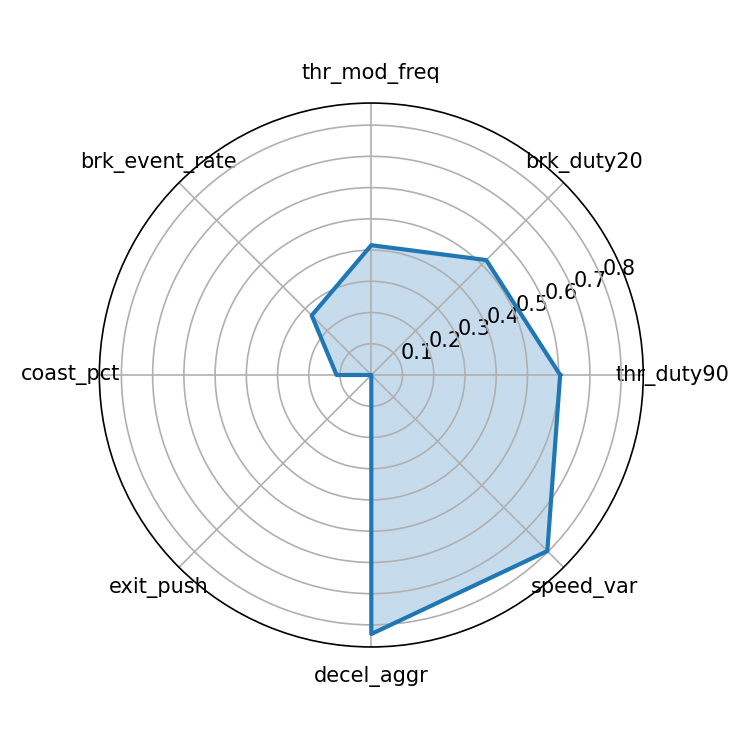 thr_mod_freq
brk_event_rate
brk_duty20
0.8
0.7
0.6
0.5
0.4
0.3
0.2
0.1
coast_pct
thr_duty90
exit_push
speed_var
decel_aggr